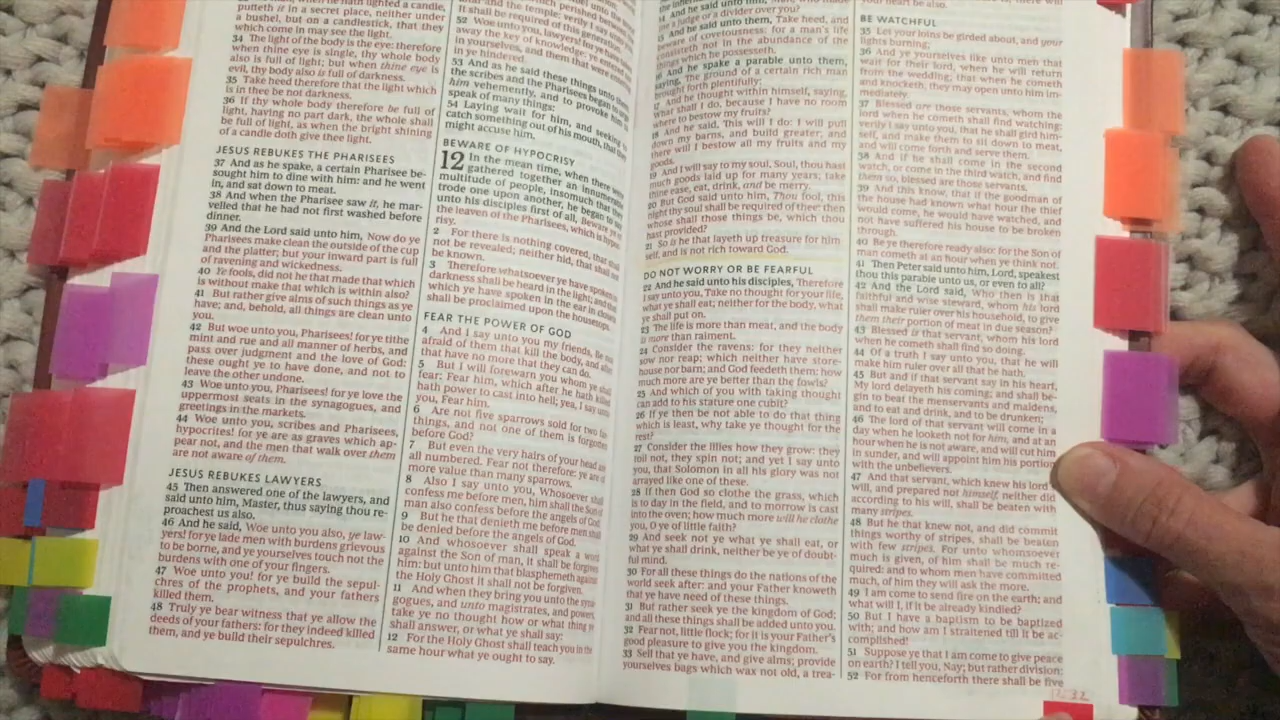 putteth it in a secret place, neither under
a bushel, but on a candlestick, that they
which come in may see the light.
34 The light of the body is the eye: therefore
when thine eye is single, thy whole body
also is full of light; but when thine eye is
evil, thy body also is full of darkness.
35 Take heed therefore that the light which
is in thee be not darkness.
36 If thy whole body therefore be full of
light, having no part dark, the whole shall
be full of light, as when the bright shining
of a candle doth give thee light.
JESUS REBUKES THE PHARISEES
37 And as he spake, a certain Pharisee be-
sought him to dine with him: and he went
in, and sat down to meat.
38 And when the Pharisee saw it, he mar-
velled that he had not first washed before
dinner.
39 And the Lord said unto him, Now do ye
Pharisees make clean the outside of the cup
and the platter; but your inward part is full
of ravening and wickedness.
40 Ye fools, did not he that made that which
is without make that which is within also?
41 But rather give alms of such things as ye
have; and, behold, all things are clean unto
you.
42 But woe unto you, Pharisees! for ye tithe
mint and rue and all manner of herbs, and
pass over judgment and the love of God:
these ought ye to have done, and not to
leave the other undone.
43 Woe unto you, Pharisees! for ye love the
uppermost seats in the synagogues, and
greetings in the markets.
44 Woe unto you, scribes and Pharisees,
hypocrites! for ye are as graves which ap-
pear not, and the men that walk over them
are not aware of them.
JESUS REBUKES LAWYERS
45 Then answered one of the lawyers, and
said unto him, Master, thus saying thou re-
proachest us also.
46 And he said, Woe unto you also, ye law-
yers! for ye lade men with burdens grievous
to be borne, and ye yourselves touch not the
burdens with one of your fingers.
47 Woe unto you! for ye build the sepul-
chres of the prophets, and your fathers
killed them.
48 Truly ye bear witness that ye allow the
deeds of your fathers: for they indeed killed
them, and ye build their sepulchres.
shall be required of this generation.
52 Woe unto you, lawyers! for ye
away the key of knowledge: ye
in yourselves, and them that were
in ye hindered.
53 And as he said these things unto
the scribes and the Pharisees began to
him vehemently, and to provoke him
speak of many things:
54 Laying wait for him, and seeking
catch something out of his mouth, that they
might accuse him.
BEWARE OF HYPOCRISY
12 In the mean time, when there were
gathered together an innumerable
multitude of people, insomuch that they
trode upon another, he began to
unto his disciples first of all, Beware ye
the leaven of the Pharisees, which is hypoc-
risy.
2 For there is nothing covered, that shall
not be revealed; neither hid, that shall
be known.
3 Therefore whatsoever ye have spoken
darkness shall be heard in the light; and that
which ye have spoken in the ear in closets
shall be proclaimed upon the housetops.
FEAR THE POWER OF GOD
4 And I say unto you my friends, Be not
afraid of them that kill the body, and after
that have no more that they can do.
5 But I will forewarn you whom ye shall
fear: Fear him, which after he hath killed
hath power to cast into hell; yea, I say unto
you, Fear him.
6 Are not five sparrows sold for two far-
things, and not one of them is forgotten
before God?
7 But even the very hairs of your head are
all numbered. Fear not therefore: ye are of
more value than many sparrows.
8 Also I say unto you, Whosoever shall
confess me before men, him shall the Son of
man also confess before the angels of God:
9 But he that denieth me before men shall
be denied before the angels of God.
10 And whosoever shall speak a word
against the Son of man, it shall be forgiven
him: but unto him that blasphemeth against
the Holy Ghost it shall not be forgiven.
11 And when they bring you unto the syna-
gogues, and unto magistrates, and powers,
take ye no thought how or what thing ye
shall answer, or what ye shall say:
12 For the Holy Ghost shall teach you in the
same hour what ye ought to say.
14 And he said unto him, Man,
me a judge or a divider over you?
15 And he said unto them, Take heed, and
beware of covetousness: for a man's life
consisteth not in the abundance of the
things which he possesseth.
16 And he spake a parable unto them,
saying, The ground of a certain rich man
brought forth plentifully:
17 And he thought within himself, saying,
What shall I do, because I have no room
where to bestow my fruits?
18 And he said, This will I do: I will pull
down my barns, and build greater; and
there will I bestow all my fruits and my
goods.
19 And I will say to my soul, Soul, thou hast
much goods laid up for many years; take
thine ease, eat, drink, and be merry.
20 But God said unto him, Thou fool, this
night thy soul shall be required of thee: then
whose shall those things be, which thou
hast provided?
21 So is he that layeth up treasure for him-
self, and is not rich toward God.
DO NOT WORRY OR BE FEARFUL
22 And he said unto his disciples, Therefore
I say unto you, Take no thought for your life,
what ye shall eat; neither for the body, what
ye shall put on.
23 The life is more than meat, and the body
is more than raiment.
24 Consider the ravens: for they neither
sow nor reap; which neither have store-
house nor barn; and God feedeth them: how
much more are ye better than the fowls?
25 And which of you with taking thought
can add to his stature one cubit?
26 If ye then be not able to do that thing
which is least, why take ye thought for the
rest?
27 Consider the lilies how they grow: they
toil not, they spin not; and yet I say unto
you, that Solomon in all his glory was not
arrayed like one of these.
28 If then God so clothe the grass, which
is to day in the field, and to morrow is cast
into the oven; how much more will he clothe
you, O ye of little faith?
29 And seek not ye what ye shall eat, or
what ye shall drink, neither be ye of doubt-
ful mind.
30 For all these things do the nations of the
world seek after: and your Father knoweth
that ye have need of these things.
31 But rather seek ye the kingdom of God;
and all these things shall be added unto you.
32 Fear not, little flock; for it is your Father's
good pleasure to give you the kingdom.
33 Sell that ye have, and give alms; provide
yourselves bags which wax not old, a trea-
heart be also.
BE WATCHFUL
35 Let your loins be girded about, and your
lights burning;
36 And ye yourselves like unto men that
wait for their lord, when he will return
from the wedding; that when he cometh
and knocketh, they may open unto him im-
mediately.
37 Blessed are those servants, whom the
lord when he cometh shall find watching:
verily I say unto you, that he shall gird him-
self, and make them to sit down to meat,
and will come forth and serve them.
38 And if he shall come in the second
watch, or come in the third watch, and find
them so, blessed are those servants.
39 And this know, that if the goodman of
the house had known what hour the thief
would come, he would have watched, and
not have suffered his house to be broken
through.
40 Be ye therefore ready also: for the Son of
man cometh at an hour when ye think not.
41 Then Peter said unto him, Lord, speakest
thou this parable unto us, or even to all?
42 And the Lord said, Who then is that
faithful and wise steward, whom his lord
shall make ruler over his household, to give
them their portion of meat in due season?
43 Blessed is that servant, whom his lord
when he cometh shall find so doing.
44 Of a truth I say unto you, that he will
make him ruler over all that he hath.
45 But and if that servant say in his heart,
My lord delayeth his coming; and shall be-
gin to beat the menservants and maidens,
and to eat and drink, and to be drunken;
46 The lord of that servant will come in a
day when he looketh not for him, and at an
hour when he is not aware, and will cut him
in sunder, and will appoint him his portion
with the unbelievers.
47 And that servant, which knew his lord's
will, and prepared not himself, neither did
according to his will, shall be beaten with
many stripes.
48 But he that knew not, and did commit
things worthy of stripes, shall be beaten
with few stripes. For unto whomsoever
much is given, of him shall be much re-
quired: and to whom men have committed
much, of him they will ask the more.
49 I am come to send fire on the earth; and
what will I, if it be already kindled?
50 But I have a baptism to be baptized
with; and how am I straitened till it be ac-
complished!
51 Suppose ye that I am come to give peace
on earth? I tell you, Nay; but rather division:
52 For from henceforth there shall be five